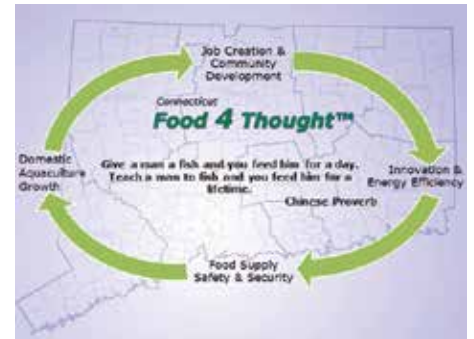 Job Creation &
Community
Development
Connecticut
Food 4 Thought™
Give a man a fish and you feed him for a day.
Teach a man to fish and you feed him for a
lifetime.
Chinese Proverb
Domestic
Aquaculture
Growth
Innovation &
Energy Efficiency
Food Supply
Safety & Security